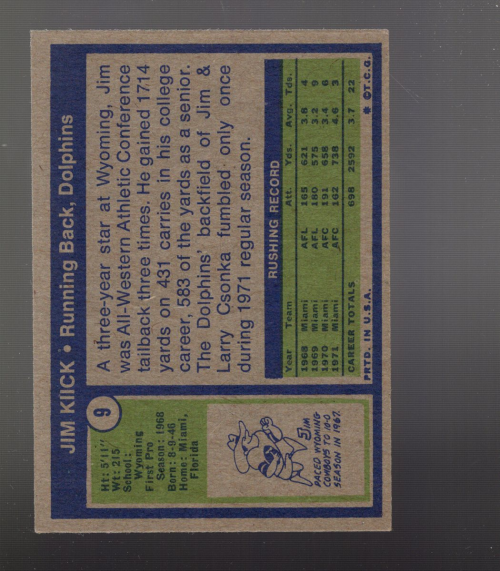 JIM KIICK • Running Back, Dolphins
9
Ht: 5'11"
Wt: 215
School:
Wyoming
First Pro
Season: 1968
Born: 8-9-46
Home: Miami,
Florida
JIM
PACED WYOMING
COWBOYS TO 10-0
SEASON IN 1967.
A three-year star at Wyoming, Jim
was All-Western Athletic Conference
tailback three times. He gained 1714
yards on 431 carries in his college
career, 583 of the yards as a senior.
The Dolphins' backfield of Jim &
Larry Csonka fumbled only once
during 1971 regular season.
RUSHING RECORD
Year Team Att. Yds. Avg. Tds.
1968 Miami AFL 165 621 3.8 4
1969 Miami AFL 180 575 3.2 9
1970 Miami AFC 191 658 3.4 6
1971 Miami AFC 162 738 4.6 3
CAREER TOTALS 698 2592 3.7 22
PRTD. IN U.S.A. • ©T.C.G.